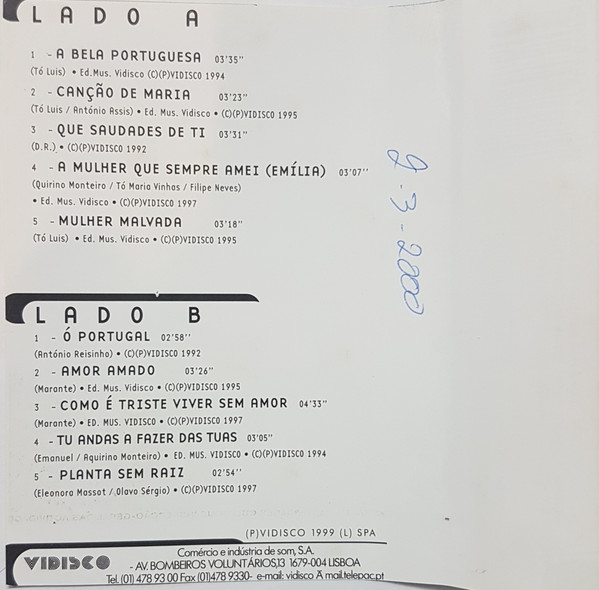 LADO A
1 - A BELA PORTUGUESA 03'35''
(Tó Luis) • Ed.Mus. Vidisco (C)(P)VIDISCO 1994
2 - CANÇÃO DE MARIA 03'23''
(Tó Luis / António Assis) • Ed. Mus. Vidisco • (C)(P)VIDISCO 1995
3 - QUE SAUDADES DE TI 03'31''
(D.R.) • (C)(P)VIDISCO 1992
4 - A MULHER QUE SEMPRE AMEI (EMÍLIA) 03'07''
(Quirino Monteiro / Tó Maria Vinhas / Filipe Neves)
• Ed. Mus. Vidisco • (C)(P)VIDISCO 1997
5 - MULHER MALVADA 03'18''
(Tó Luis) • Ed. Mus. Vidisco • (C)(P)VIDISCO 1995
9-3-2000
LADO B
1 - Ó PORTUGAL 02'58''
(António Reisinho) • (C)(P)VIDISCO 1992
2 - AMOR AMADO 03'26''
(Marante) • Ed. Mus. Vidisco • (C)(P)VIDISCO 1995
3 - COMO É TRISTE VIVER SEM AMOR 04'33''
(Marante) • ED. MUS. VIDISCO • (C)(P)VIDISCO 1997
4 - TU ANDAS A FAZER DAS TUAS 03'05''
(Emanuel / Aquirino Monteiro) • ED. MUS. VIDISCO • (C)(P)VIDISCO 1994
5 - PLANTA SEM RAIZ 02'54''
(Eleonora Massot / Olavo Sérgio) • (C)(P)VIDISCO 1997
(P)VIDISCO 1999 (L) SPA
VIDISCO
Comércio e indústria de som, S.A.
- AV. BOMBEIROS VOLUNTÁRIOS,13 1679-004 LISBOA
Tel. (01) 478 93 00 Fax (01)478 9330- e-mail: vidisco Ä mail.telepac.pt